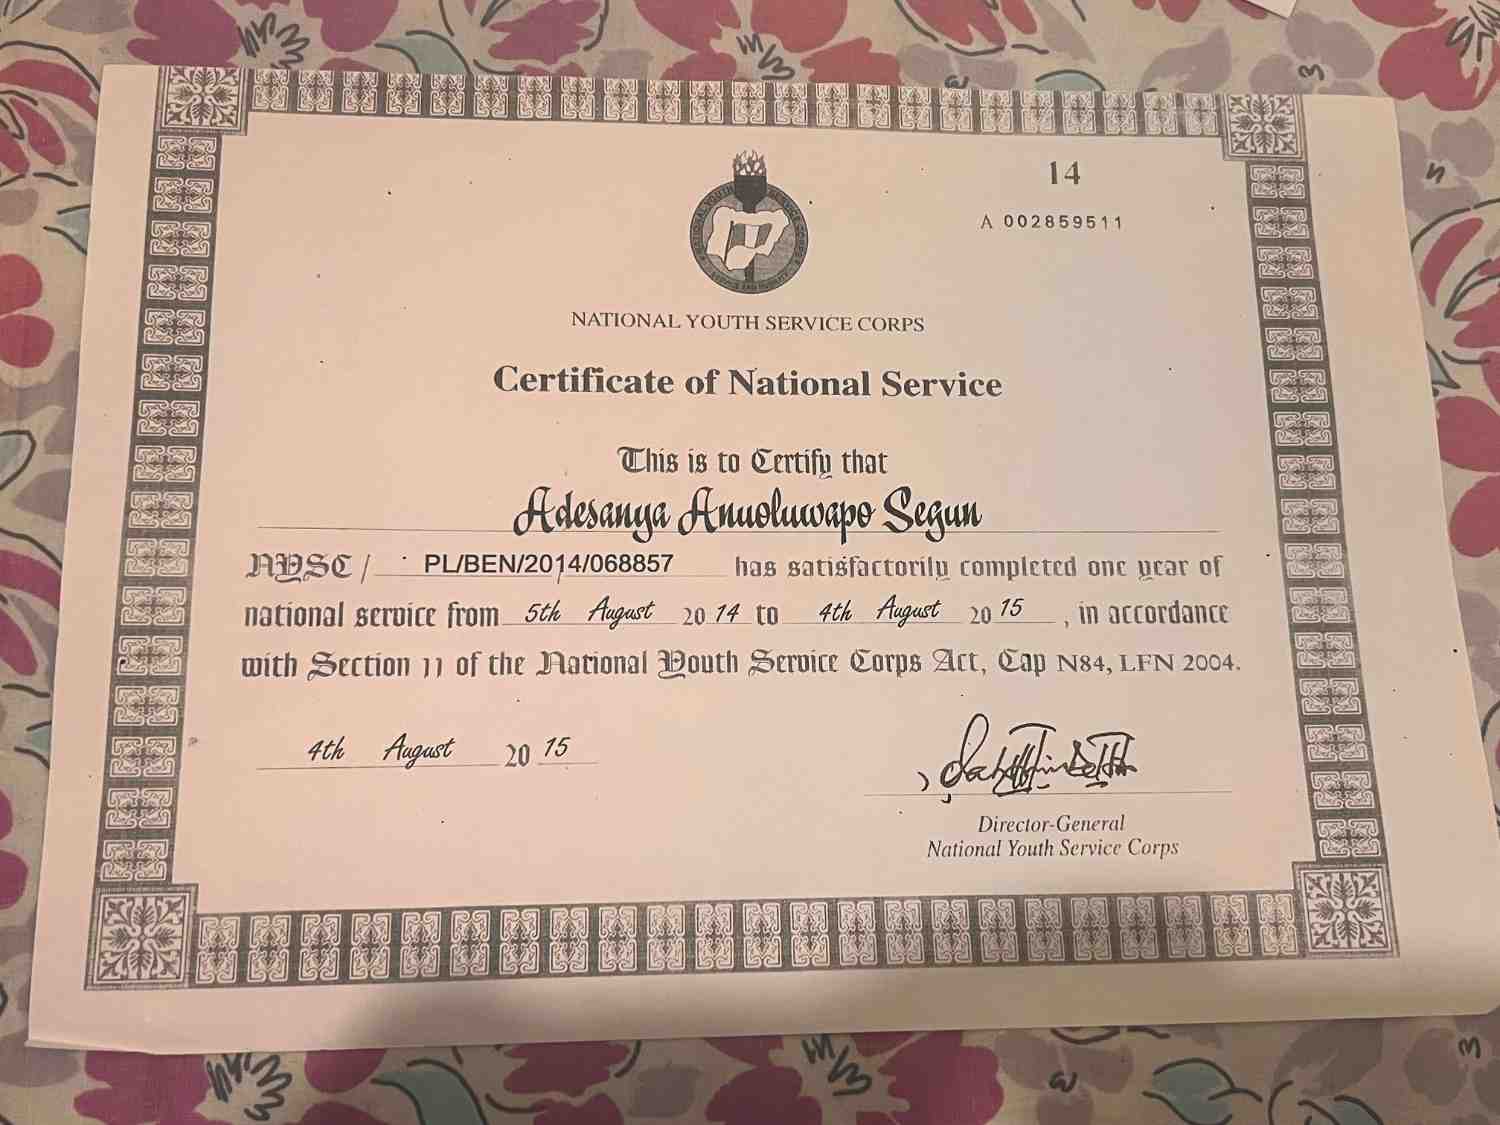 14
A 002859511
NATIONAL YOUTH SERVICE CORPS
Certificate of National Service
This is to Certify that
Adesanya Anuoluwapo Segun
NYSC/ PL/BEN/2014/068857 has satisfactorily completed one year of
national service from 5th August 2014 to 4th August 2015, in accordance
with Section 11 of the National Youth Service Corps Act, Cap N84, LFN 2004.
4th August 2015
Director-General
National Youth Service Corps